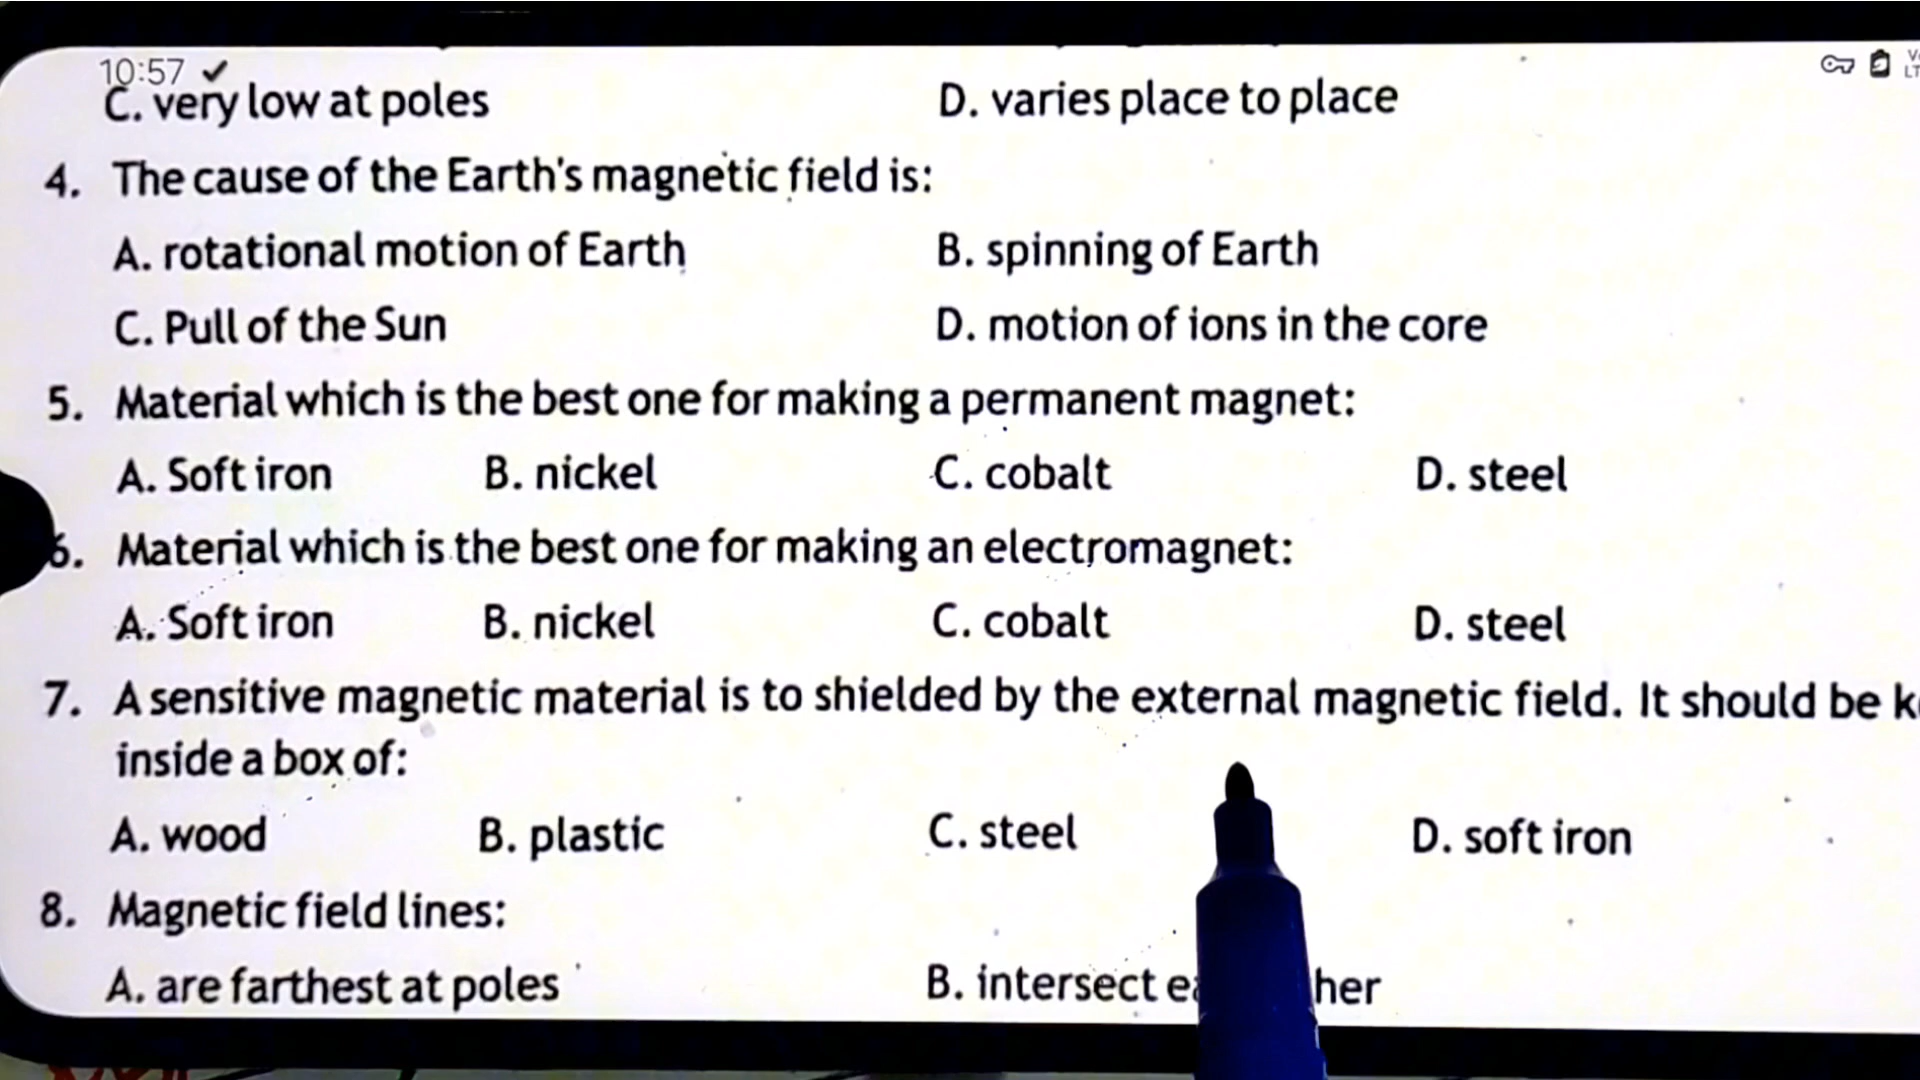 10:57 ✓
C. very low at poles D. varies place to place
4. The cause of the Earth's magnetic field is:
A. rotational motion of Earth B. spinning of Earth
C. Pull of the Sun D. motion of ions in the core
5. Material which is the best one for making a permanent magnet:
A. Soft iron B. nickel C. cobalt D. steel
6. Material which is the best one for making an electromagnet:
A. Soft iron B. nickel C. cobalt D. steel
7. A sensitive magnetic material is to shielded by the external magnetic field. It should be
inside a box of:
A. wood B. plastic C. steel D. soft iron
8. Magnetic field lines:
A. are farthest at poles B. intersect